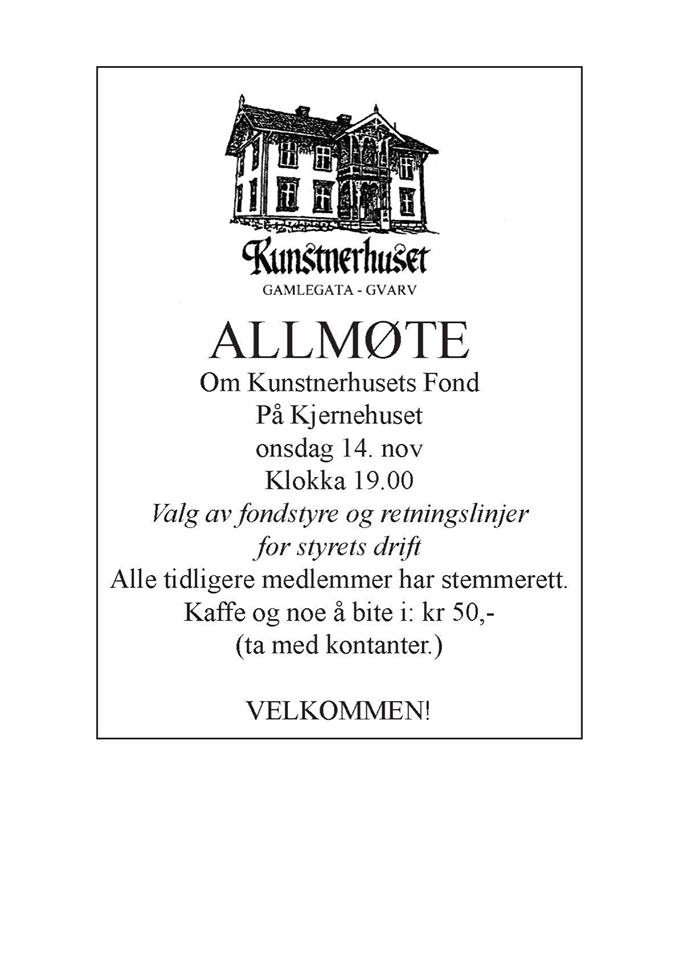 Kunstnerhuset
GAMLEGATA - GVARV
ALLMØTE
Om Kunstnerhusets Fond
På Kjernehuset
onsdag 14. nov
Klokka 19.00
Valg av fondstyre og retningslinjer
for styrets drift
Alle tidligere medlemmer har stemmerett.
Kaffe og noe å bite i: kr 50,-
(ta med kontanter.)
VELKOMMEN!